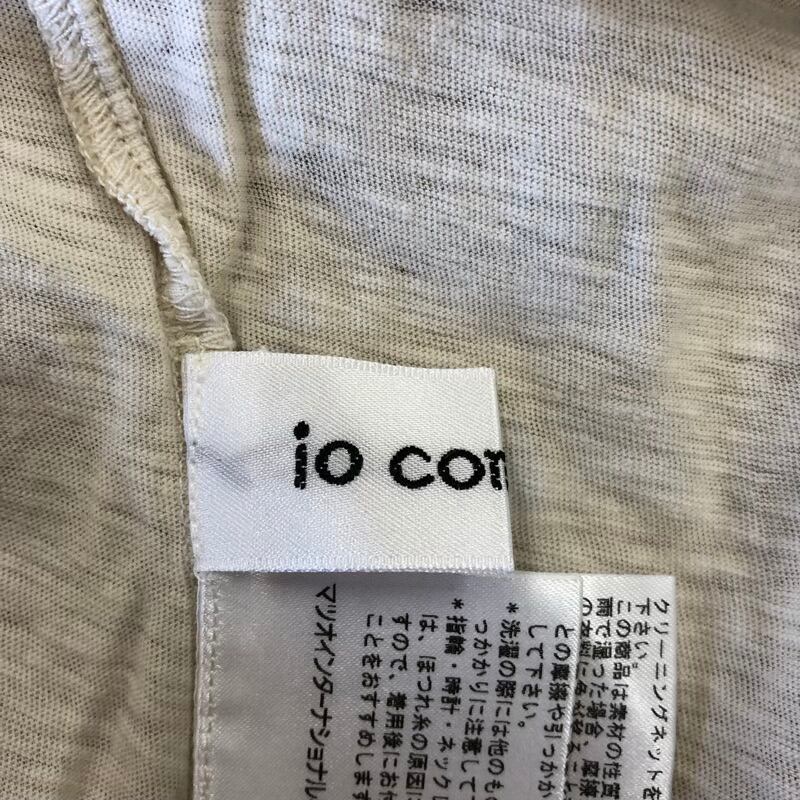 io com
クリーニングネットを
下さい。
この商品は素材の性質
雨で湿った場合、摩擦
との摩擦や引っかか
して下さい。
*洗濯の際には他のも
つっかかりに注意して
*指輪・時計・ネックレ
は、ほつれ糸の原因に
すので、着用後にお付
ことをおすすめします
マツオインターナショナル